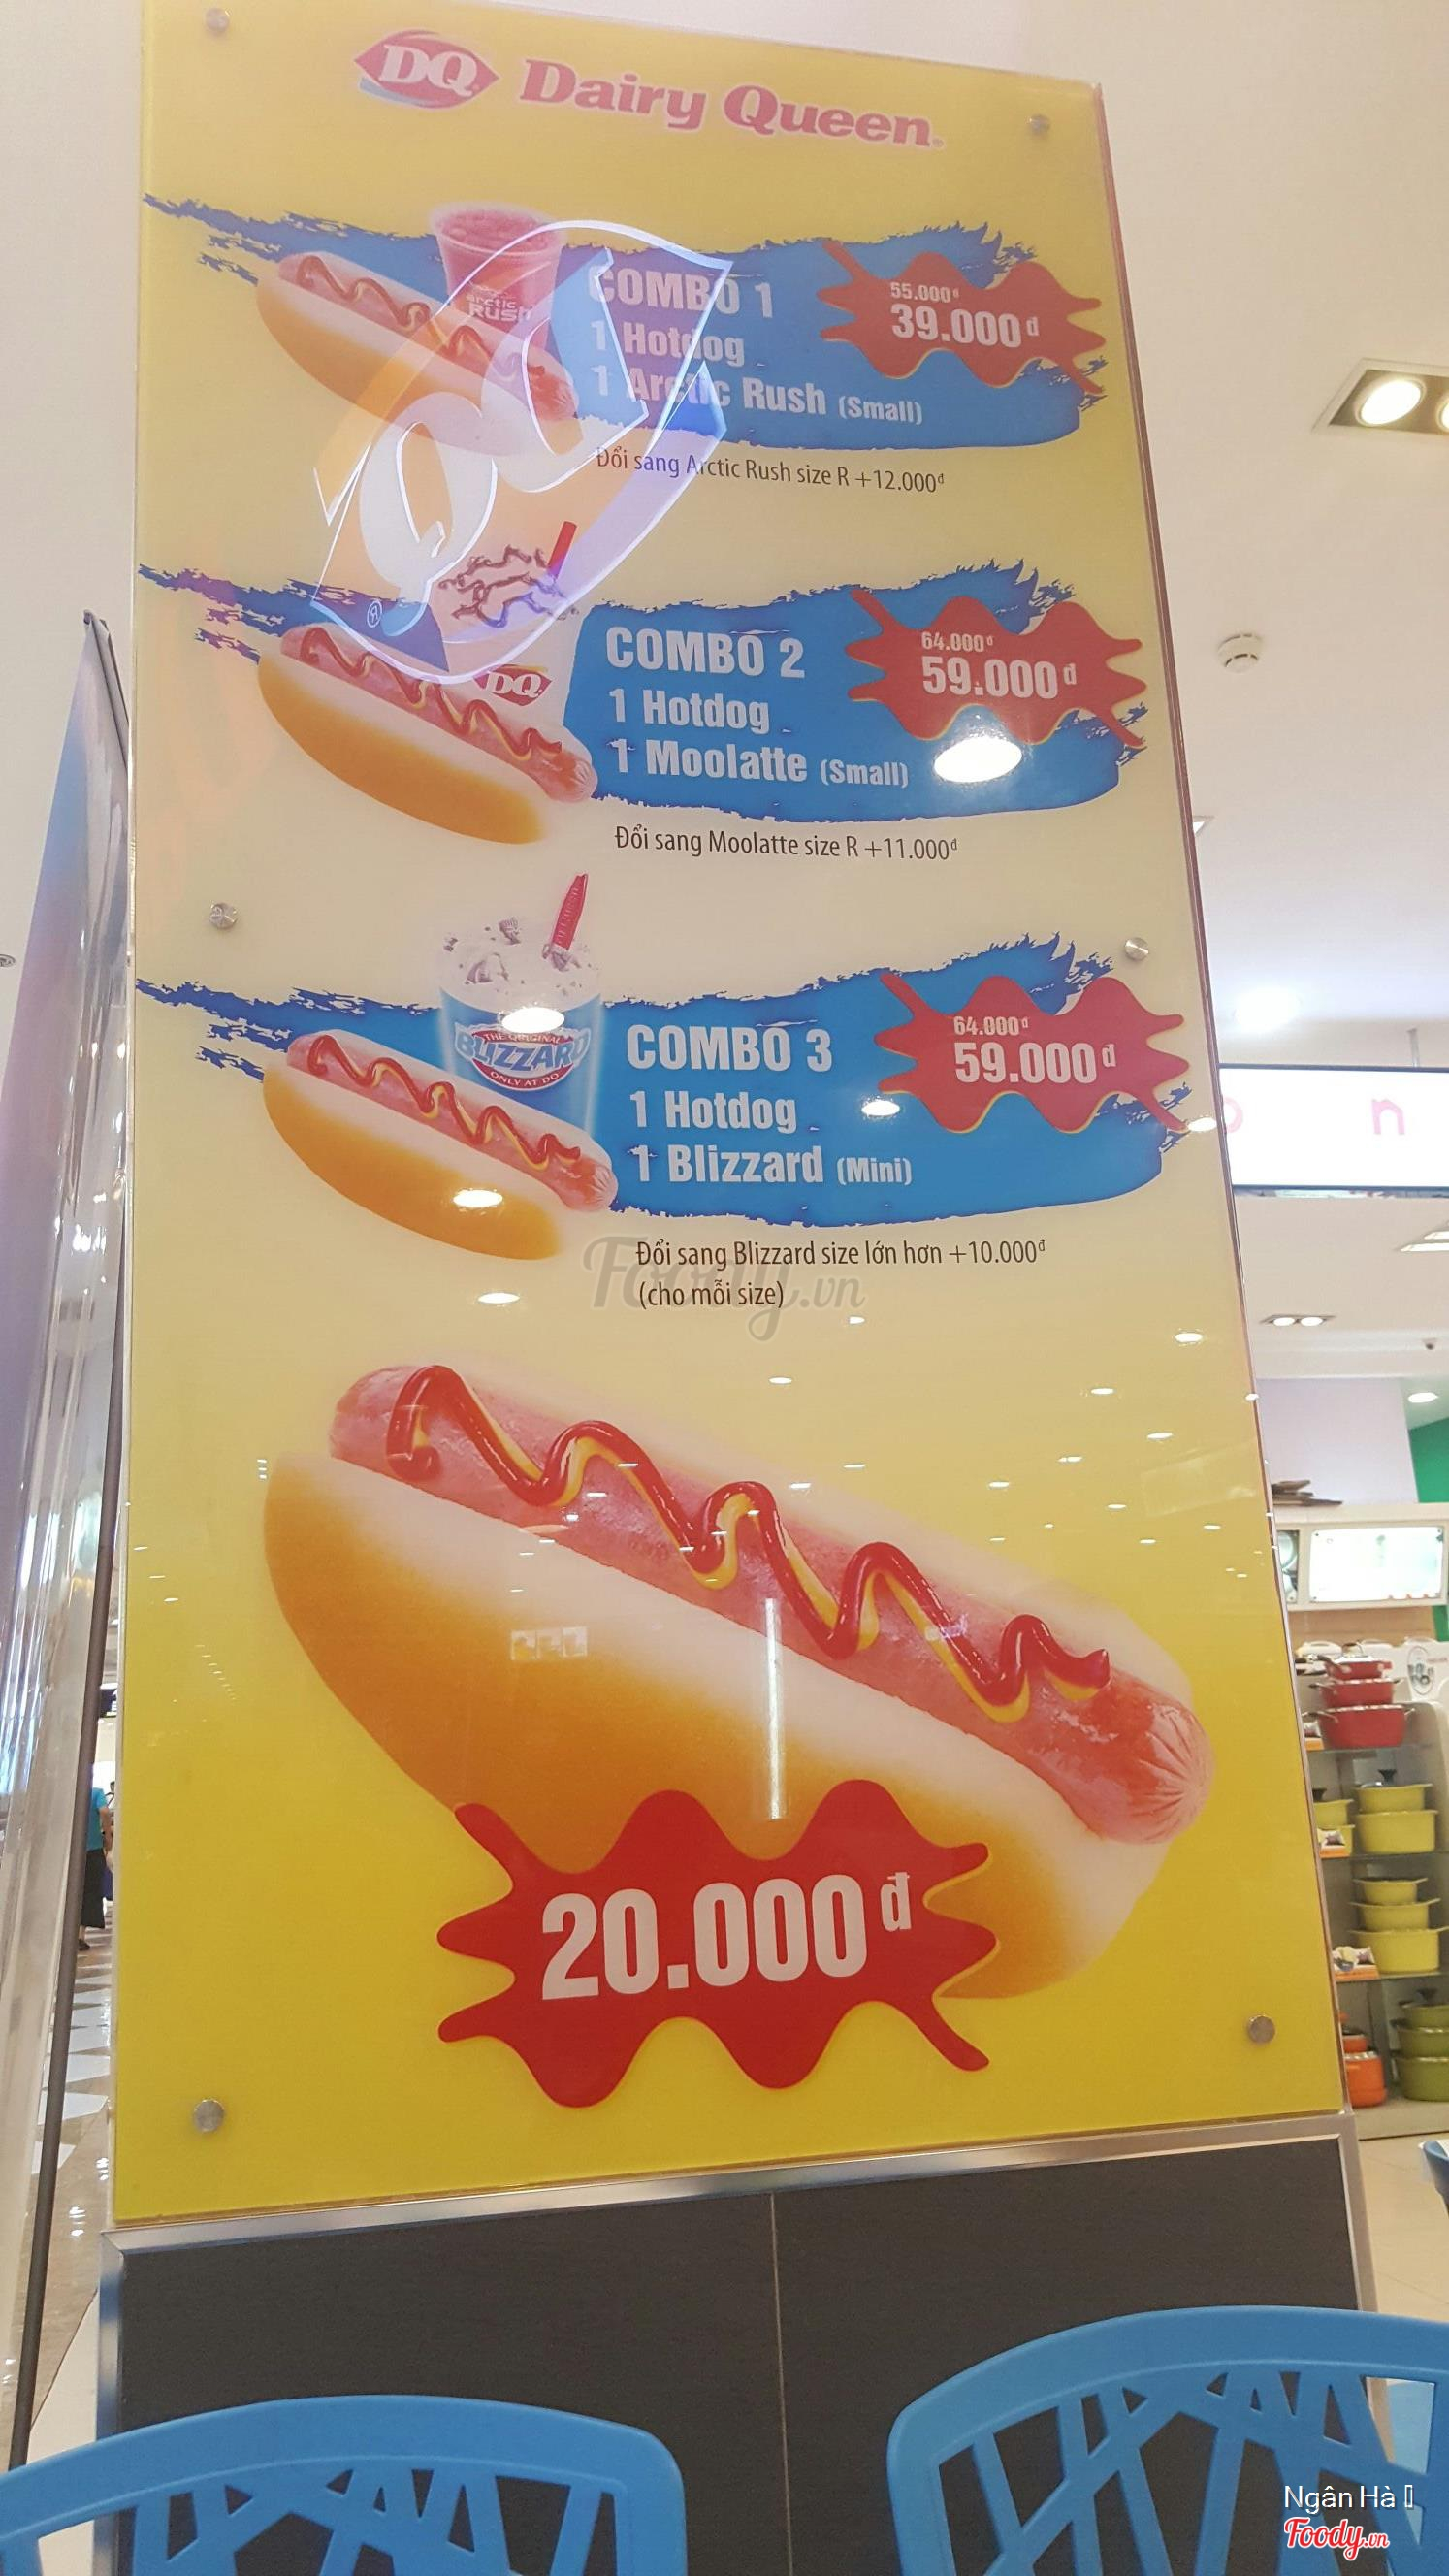 DQ Dairy Queen
arctic
RUSH
COMBO 1
55.000đ
39.000đ
1 Hotdog
1 Arctic Rush (Small)
Đổi sang Arctic Rush size R +12.000đ
DQ
COMBO 2
64.000đ
59.000đ
1 Hotdog
1 Moolatte (Small)
Đổi sang Moolatte size R +11.000đ
DQ
THE ORIGINAL
BLIZZARD
ONLY AT DQ
COMBO 3
64.000đ
59.000đ
1 Hotdog
1 Blizzard (Mini)
Đổi sang Blizzard size lớn hơn +10.000đ
(cho mỗi size)
Foody.vn
20.000đ
Ngân Hà
Foody.vn